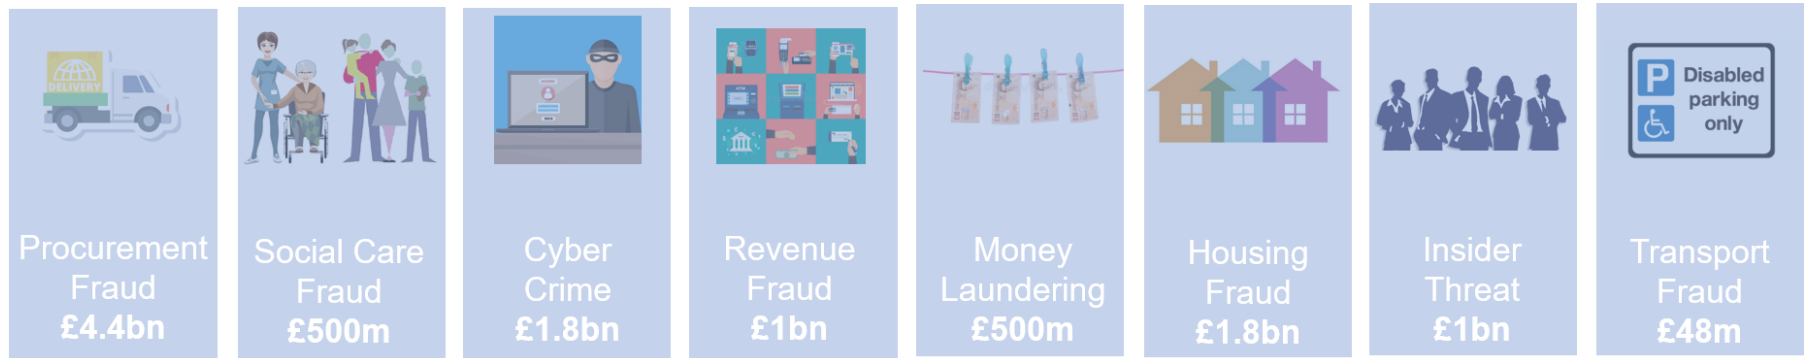 DELIVERY
Procurement
Fraud
£4.4bn
Social Care
Fraud
£500m
Cyber
Crime
£1.8bn
Revenue
Fraud
£1bn
Money
Laundering
£500m
Housing
Fraud
£1.8bn
Insider
Threat
£1bn
P
Disabled
parking
only
Transport
Fraud
£48m